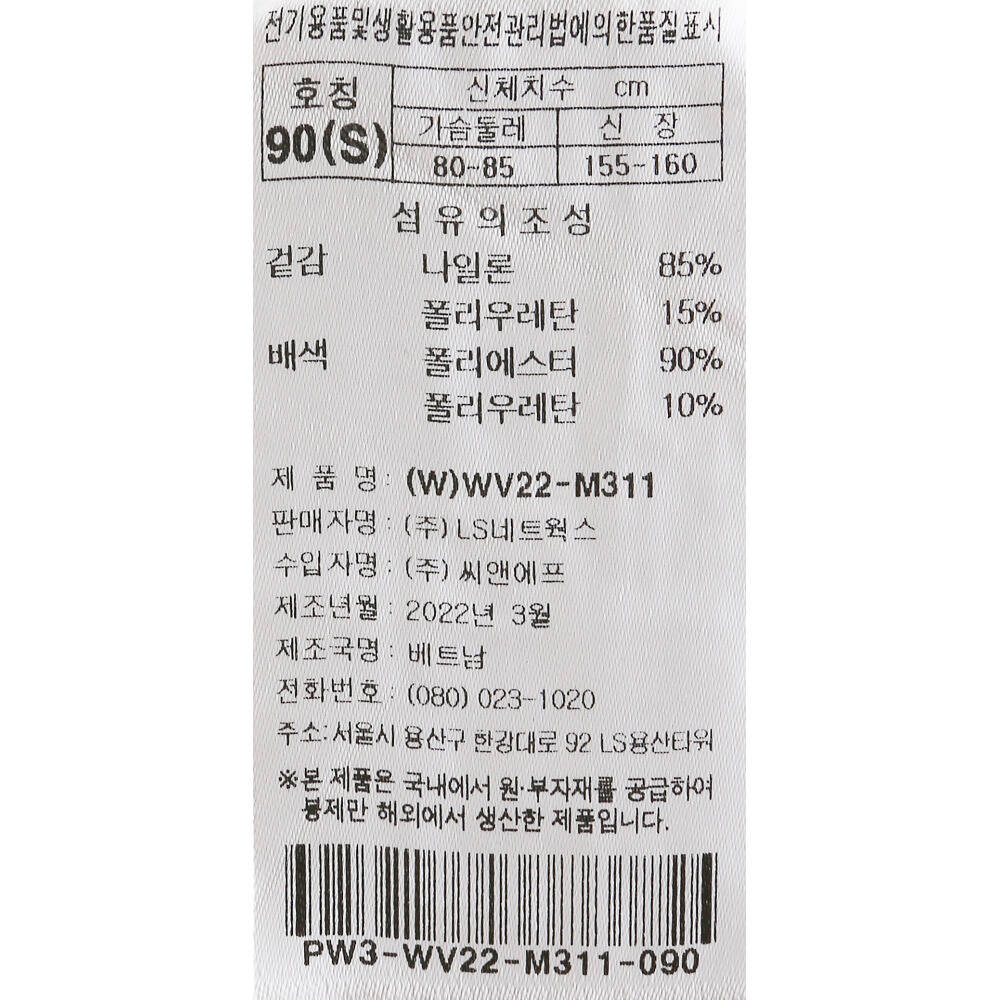 전기용품및생활용품안전관리법에의한품질표시
호칭 신체치수 cm
90(S) 가슴둘레 신 장
80~85 155~160
섬유의조성
겉감 나일론 85%
폴리우레탄 15%
배색 폴리에스터 90%
폴리우레탄 10%
제 품 명: (W)WV22-M311
판매자명: (주)LS네트웍스
수입자명: (주)씨앤에프
제조년월: 2022년 3월
제조국명: 베트남
전화번호: (080) 023-1020
주소:서울시 용산구 한강대로 92 LS용산타워
※본 제품은 국내에서 원·부자재를 공급하여
봉제만 해외에서 생산한 제품입니다.
PW3-WV22-M311-090